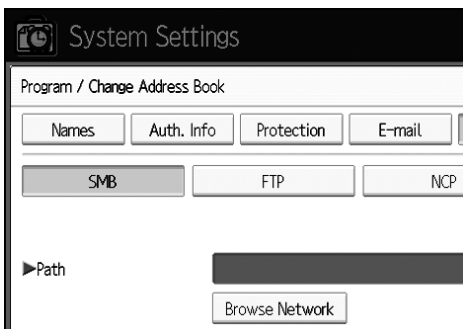 System Settings
Program / Change Address Book
Names Auth. Info Protection E-mail
SMB FTP NCP
▶Path
Browse Network